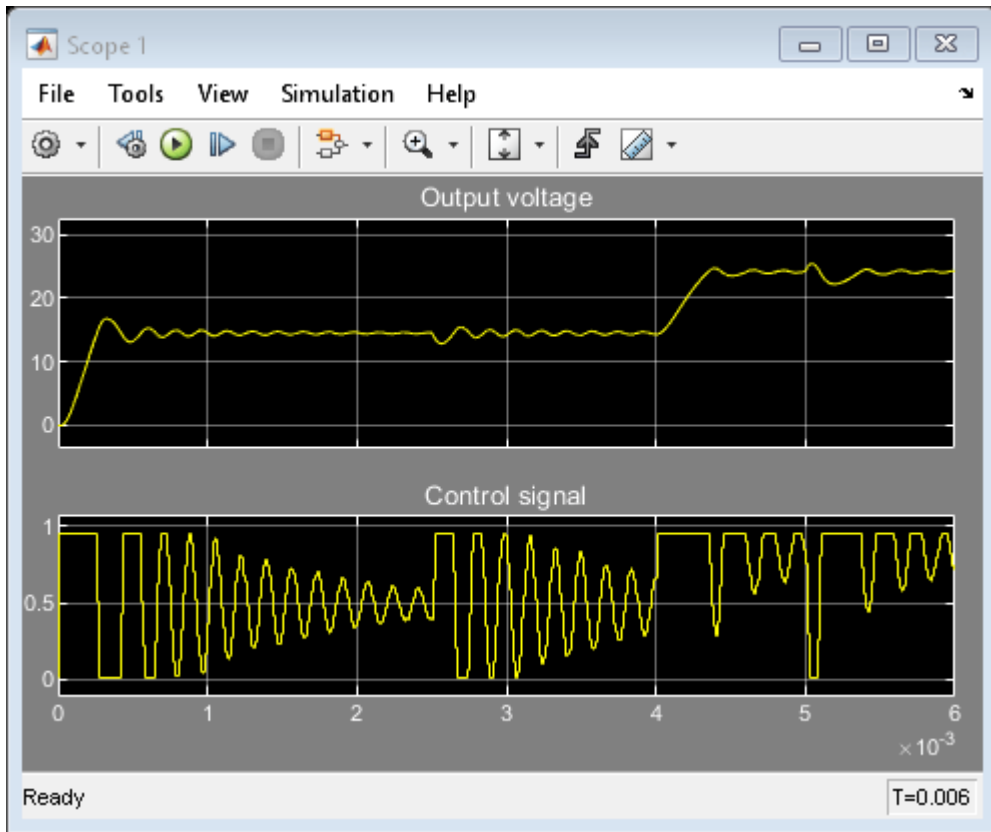 Scope 1
File Tools View Simulation Help
Output voltage
30
20
10
0
Control signal
1
0.5
0
0 1 2 3 4 5 6
×10-3
Ready T=0.006